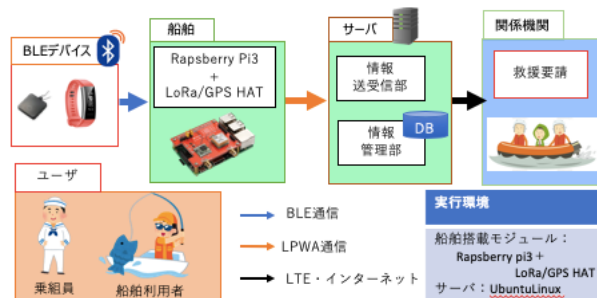 BLEデバイス
船舶
Rapsberry Pi3
+
LoRa/GPS HAT
サーバ
情報
送受信部
情報
管理部
DB
関係機関
救援要請
ユーザ
乗組員
船舶利用者
BLE通信
LPWA通信
LTE・インターネット
実行環境
船舶搭載モジュール：
Rapsberry pi3＋
LoRa/GPS HAT
サーバ：UbuntuLinux